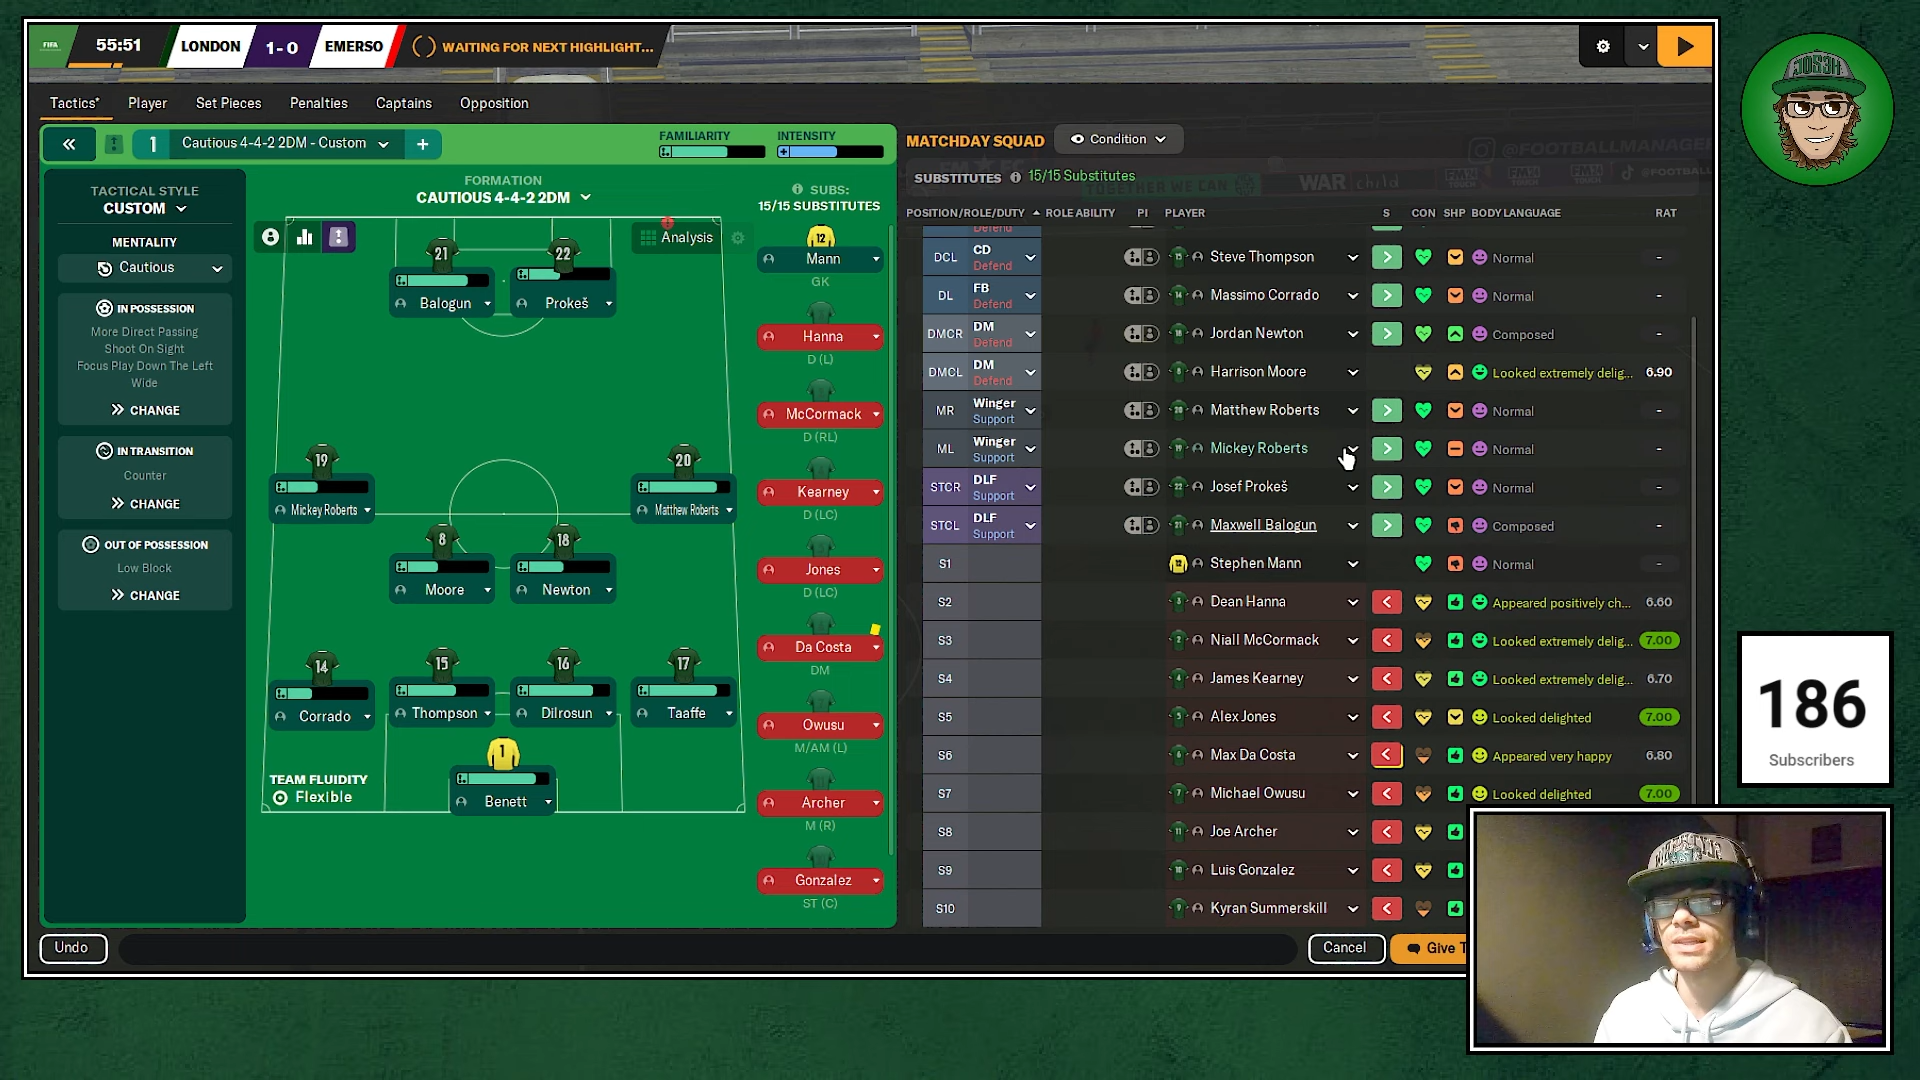 FIFA
55:51
LONDON
1-0
EMERSO
WAITING FOR NEXT HIGHLIGHT...
Tactics*
Player
Set Pieces
Penalties
Captains
Opposition
1
Cautious 4-4-2 2DM - Custom
+
FAMILIARITY
INTENSITY
TACTICAL STYLE
CUSTOM
MENTALITY
Cautious
IN POSSESSION
More Direct Passing
Shoot On Sight
Focus Play Down The Left
Wide
CHANGE
IN TRANSITION
Counter
CHANGE
OUT OF POSSESSION
Low Block
CHANGE
FORMATION
CAUTIOUS 4-4-2 2DM
Analysis
21
Balogun
22
Prokeš
19
Mickey Roberts
20
Matthew Roberts
8
Moore
18
Newton
14
Corrado
15
Thompson
16
Dilrosun
17
Taaffe
1
Benett
TEAM FLUIDITY
Flexible
SUBS:
15/15 SUBSTITUTES
12
Mann
GK
Hanna
D (L)
McCormack
D (RL)
Kearney
D (LC)
Jones
D (LC)
Da Costa
DM
Owusu
M/AM (L)
Archer
M (R)
Gonzalez
ST (C)
MATCHDAY SQUAD
Condition
@FOOTBALLMANAGER
SUBSTITUTES
15/15 Substitutes
TOGETHER WE CAN
WAR child
POSITION/ROLE/DUTY ROLE ABILITY PI PLAYER S CON SHP BODY LANGUAGE RAT
Defend
DCL CD Defend Steve Thompson Normal -
DL FB Defend Massimo Corrado Normal -
DMCR DM Defend Jordan Newton Composed -
DMCL DM Defend Harrison Moore Looked extremely delig... 6.90
MR Winger Support Matthew Roberts Normal -
ML Winger Support Mickey Roberts Normal -
STCR DLF Support Josef Prokeš Normal -
STCL DLF Support Maxwell Balogun Composed -
S1 Stephen Mann Normal -
S2 Dean Hanna Appeared positively ch... 6.60
S3 Niall McCormack Looked extremely delig... 7.00
S4 James Kearney Looked extremely delig... 6.70
S5 Alex Jones Looked delighted 7.00
S6 Max Da Costa Appeared very happy 6.80
S7 Michael Owusu Looked delighted 7.00
S8 Joe Archer
S9 Luis Gonzalez
S10 Kyran Summerskill
Undo
Cancel
Give T
186
Subscribers